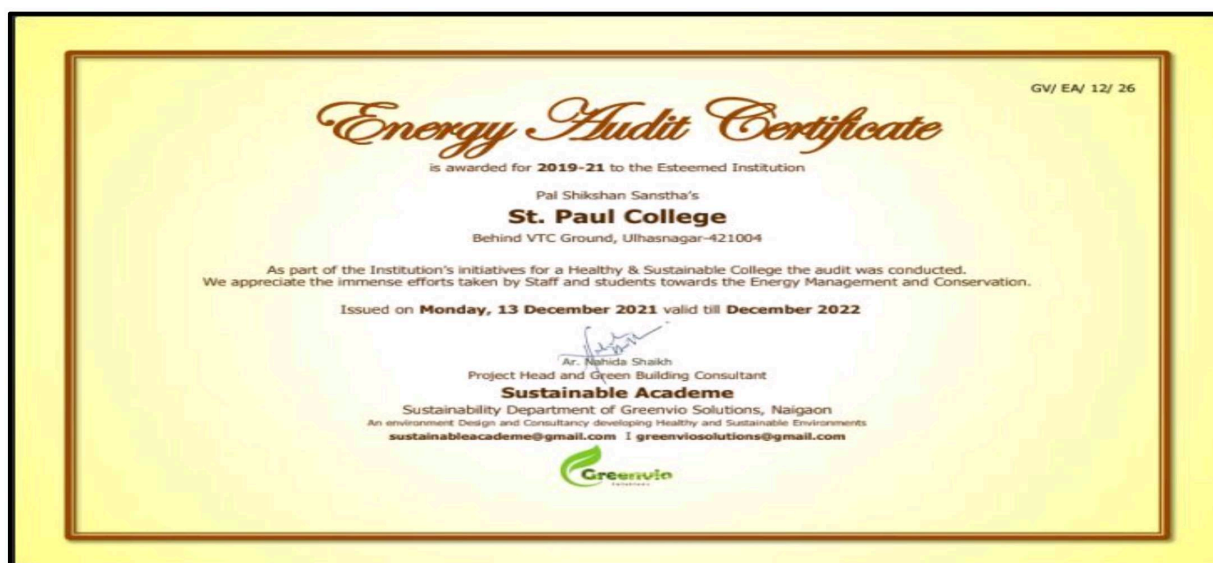 GV/ EA/ 12/ 26
Energy Audit Certificate
is awarded for 2019-21 to the Esteemed Institution
Pal Shikshan Sanstha's
St. Paul College
Behind VTC Ground, Ulhasnagar-421004
As part of the Institution's initiatives for a Healthy & Sustainable College the audit was conducted.
We appreciate the immense efforts taken by Staff and students towards the Energy Management and Conservation.
Issued on Monday, 13 December 2021 valid till December 2022
Ar. Nahida Shaikh
Project Head and Green Building Consultant
Sustainable Academe
Sustainability Department of Greenvio Solutions, Naigaon
An environment Design and Consultancy developing Healthy and Sustainable Environments
sustainableacademe@gmail.com I greenviosolutions@gmail.com
Greenvio
Solutions